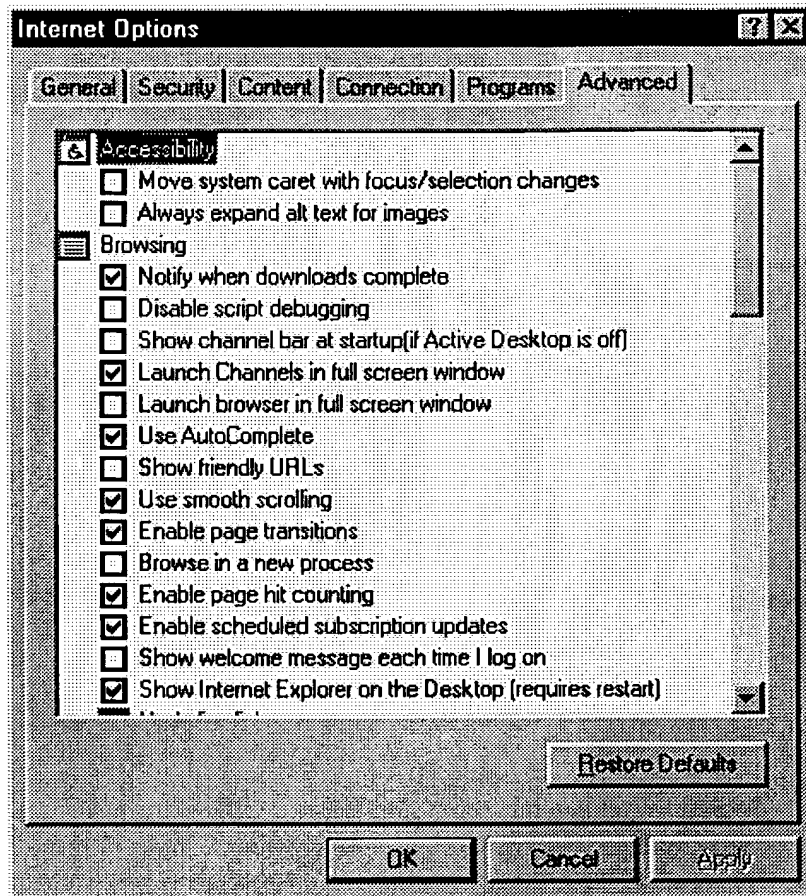 Internet Options
General Security Content Connection Programs Advanced
Accessibility
Move system caret with focus/selection changes
Always expand alt text for images
Browsing
Notify when downloads complete
Disable script debugging
Show channel bar at startup(if Active Desktop is off)
Launch Channels in full screen window
Launch browser in full screen window
Use AutoComplete
Show friendly URLs
Use smooth scrolling
Enable page transitions
Browse in a new process
Enable page hit counting
Enable scheduled subscription updates
Show welcome message each time I log on
Show Internet Explorer on the Desktop (requires restart)
Restore Defaults
OK Cancel Apply